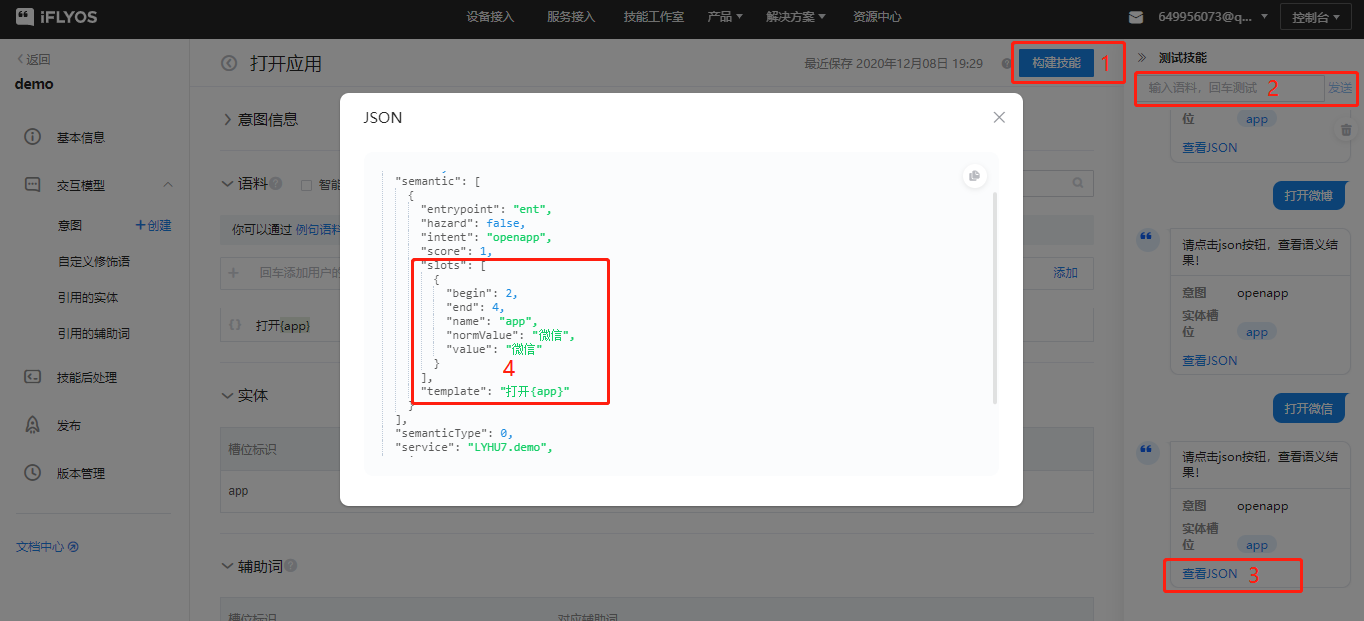 iFLYOS
设备接入 服务接入 技能工作室 产品 解决方案 资源中心
649956073@q... 控制台
返回
demo
基本信息
交互模型
意图 +创建
自定义修饰语
引用的实体
引用的辅助词
技能后处理
发布
版本管理
文档中心
打开应用
最近保存 2020年12月08日 19:29
构建技能 1
意图信息
语料 智能
你可以通过 例句语料
回车添加用户的
添加
打开{app}
实体
槽位标识
app
辅助词
槽位标识 对应辅助词
JSON
"semantic": [
{
"entrypoint": "ent",
"hazard": false,
"intent": "openapp",
"score": 1,
"slots": [
{
"begin": 2,
"end": 4,
"name": "app",
"normValue": "微信",
"value": "微信"
}
4
],
"template": "打开{app}"
}
],
"semanticType": 0,
"service": "LYHU7.demo",
测试技能
输入语料，回车测试 2 发送
位 app
查看JSON
打开微博
请点击json按钮，查看语义结
果！
意图 openapp
实体槽
位 app
查看JSON
打开微信
请点击json按钮，查看语义结
果！
意图 openapp
实体槽
位 app
查看JSON 3